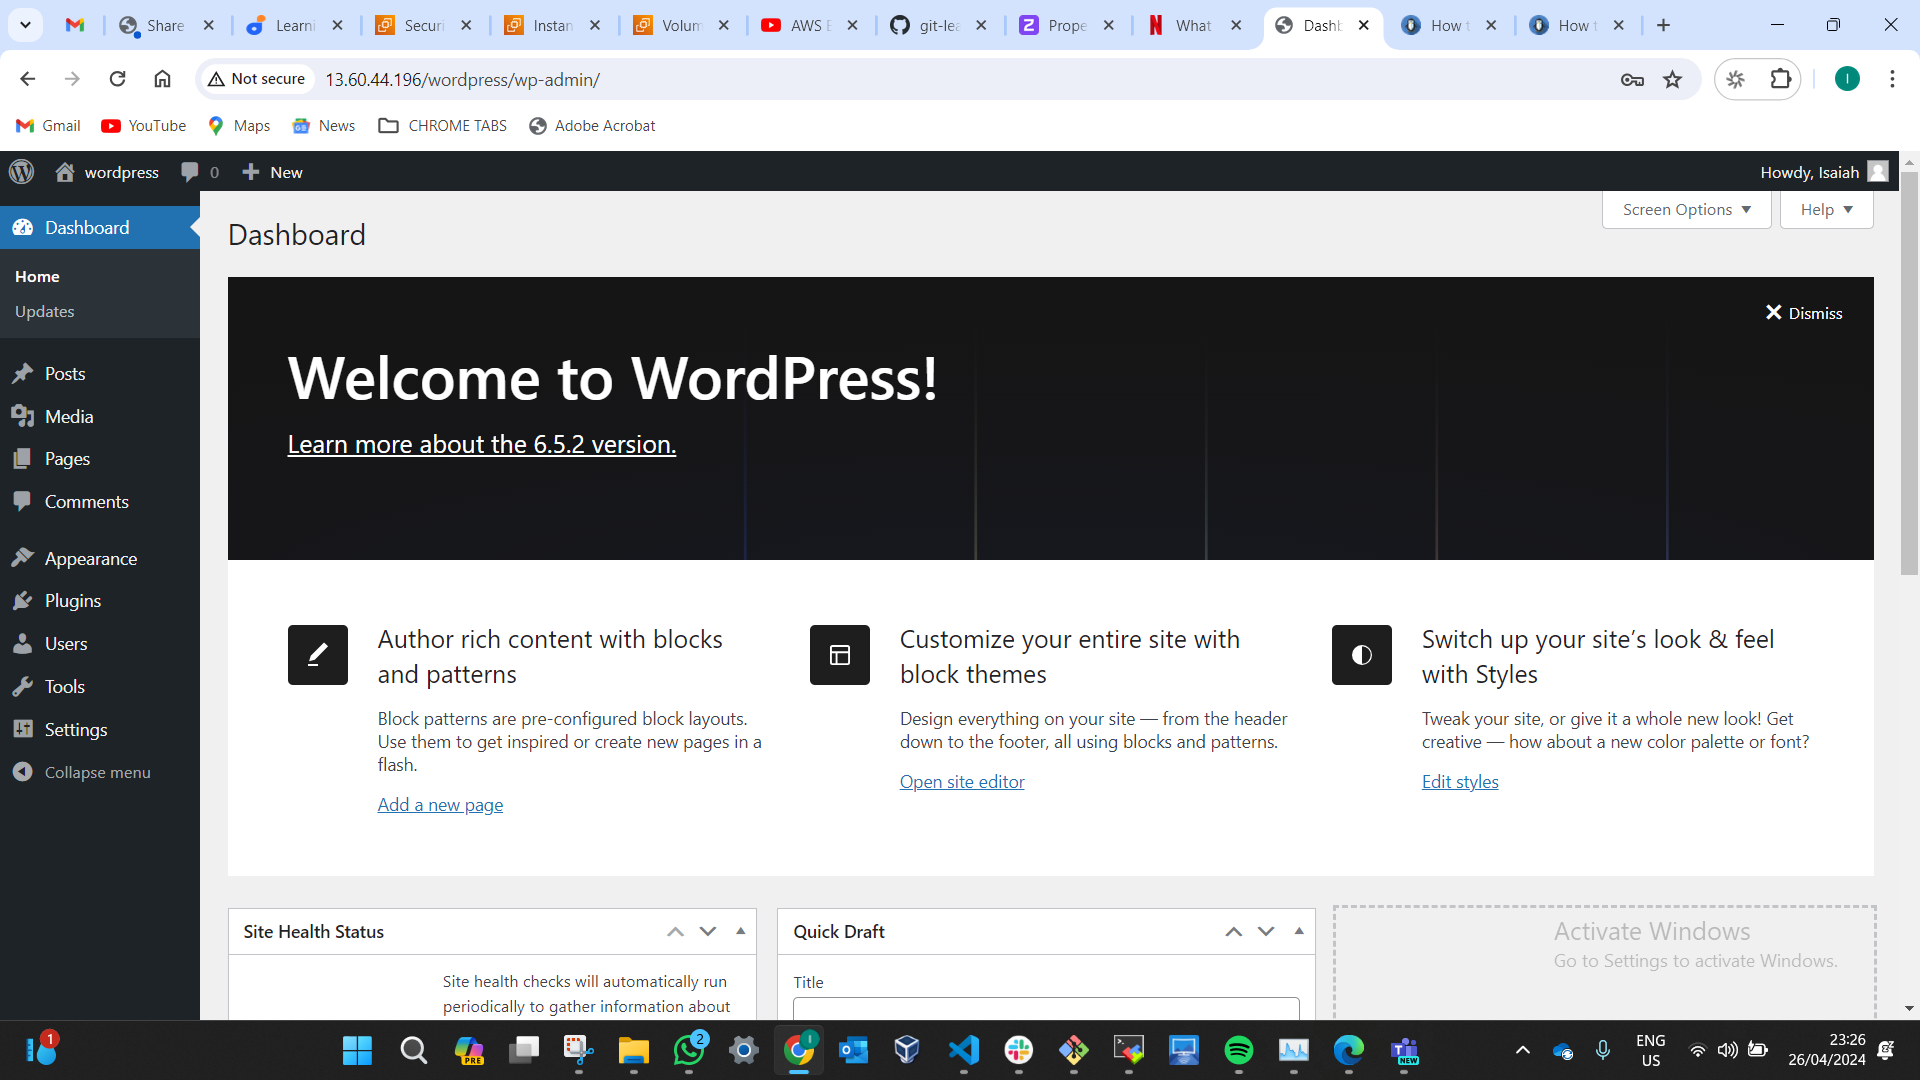 Share
Learni
Securi
Instan
Volum
AWS E
git-lea
Prope
What
Dashb
How t
How t
Not secure
13.60.44.196/wordpress/wp-admin/
I
Gmail
YouTube
Maps
News
CHROME TABS
Adobe Acrobat
wordpress
0
New
Howdy, Isaiah
Screen Options
Help
Dashboard
Home
Updates
Posts
Media
Pages
Comments
Appearance
Plugins
Users
Tools
Settings
Collapse menu
Dashboard
Dismiss
Welcome to WordPress!
Learn more about the 6.5.2 version.
Author rich content with blocks
and patterns
Block patterns are pre-configured block layouts.
Use them to get inspired or create new pages in a
flash.
Add a new page
Customize your entire site with
block themes
Design everything on your site — from the header
down to the footer, all using blocks and patterns.
Open site editor
Switch up your site’s look & feel
with Styles
Tweak your site, or give it a whole new look! Get
creative — how about a new color palette or font?
Edit styles
Site Health Status
Site health checks will automatically run
periodically to gather information about
Quick Draft
Title
Activate Windows
Go to Settings to activate Windows.
1
PRE
2
I
NEW
ENG
US
23:26
26/04/2024